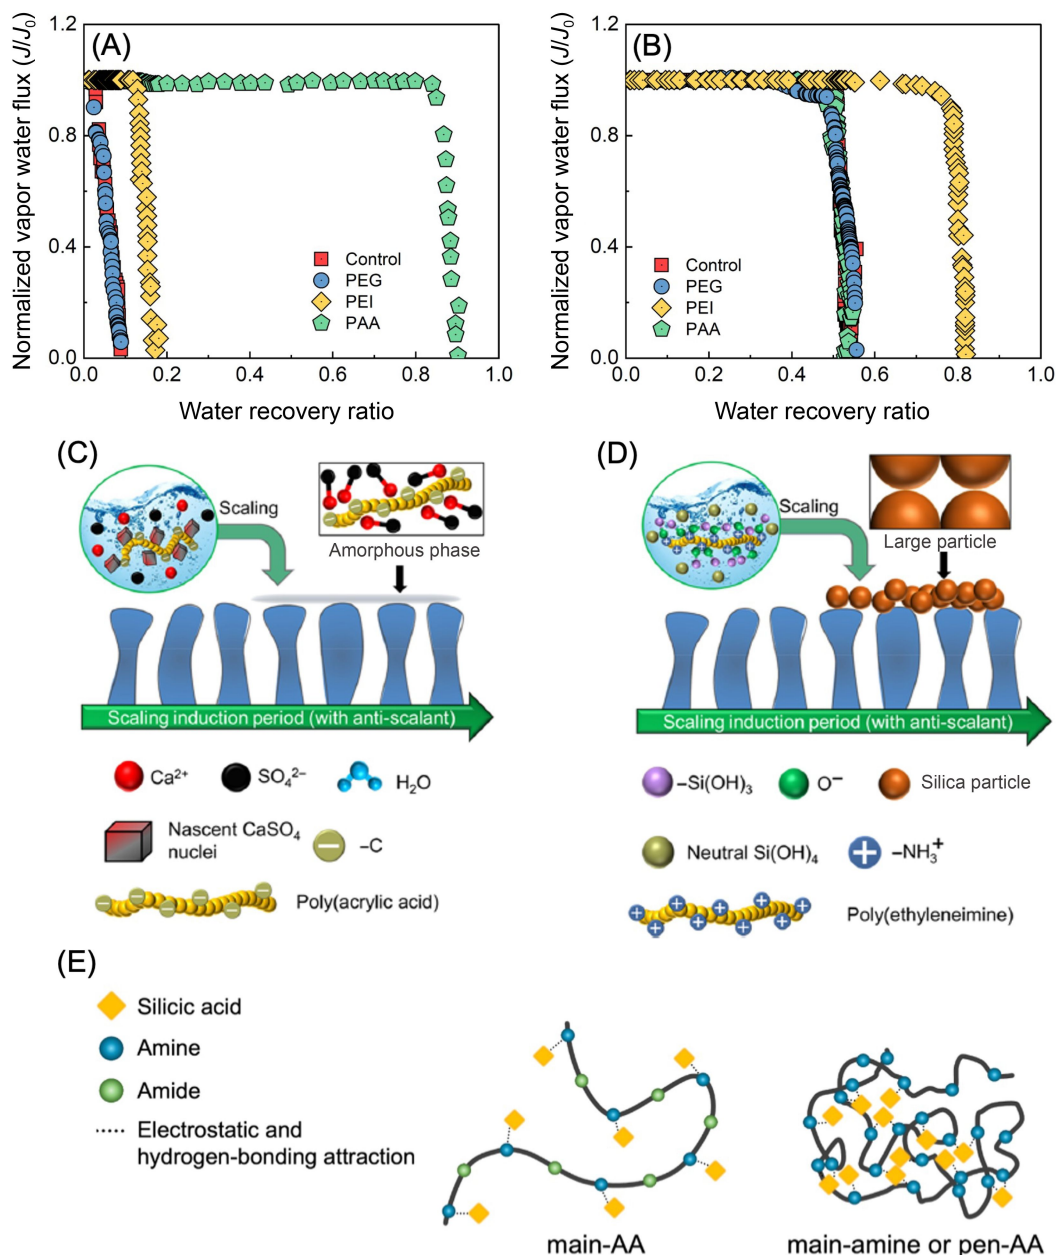 (A)
Normalized vapor water flux (J/J₀)
1.2
0.8
0.4
0.0
Control
PEG
PEI
PAA
0.0 0.2 0.4 0.6 0.8 1.0
Water recovery ratio
(B)
Normalized vapor water flux (J/J₀)
1.2
0.8
0.4
0.0
Control
PEG
PEI
PAA
0.0 0.2 0.4 0.6 0.8 1.0
Water recovery ratio
(C)
Scaling
Amorphous phase
Scaling induction period (with anti-scalant)
Ca²⁺
SO₄²⁻
H₂O
Nascent CaSO₄
nuclei
–C
Poly(acrylic acid)
(D)
Scaling
Large particle
Scaling induction period (with anti-scalant)
–Si(OH)₃
O⁻
Silica particle
Neutral Si(OH)₄
–NH₃⁺
Poly(ethyleneimine)
(E)
Silicic acid
Amine
Amide
Electrostatic and
hydrogen-bonding attraction
main-AA
main-amine or pen-AA